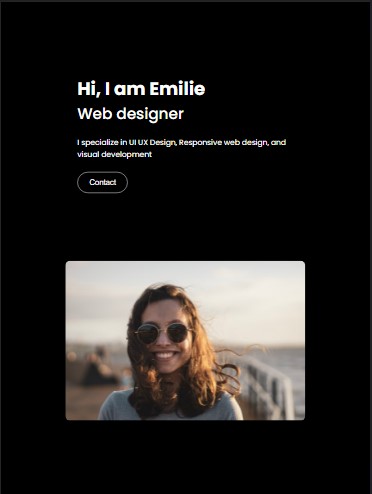 Hi, I am Emilie
Web designer
I specialize in UI UX Design, Responsive web design, and
visual development
Contact